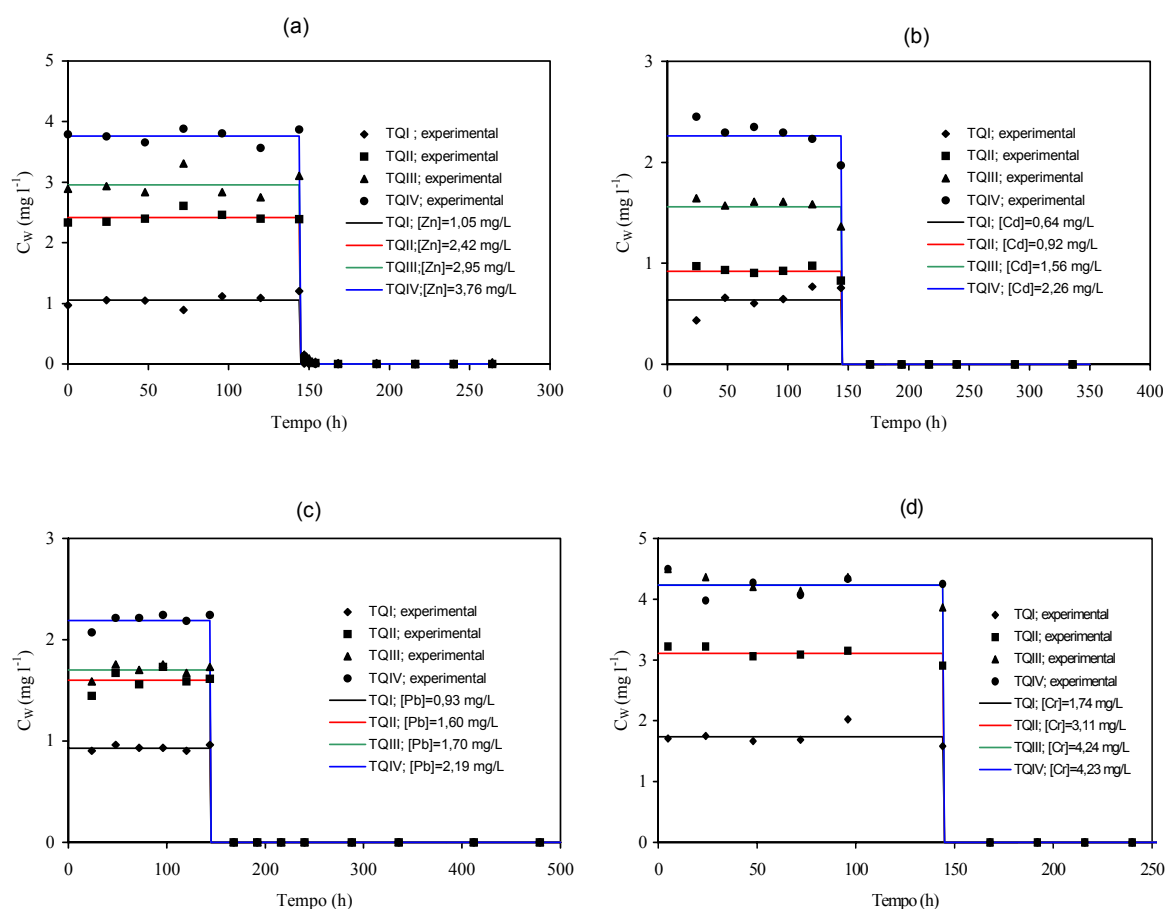 (a)
C_W (mg l⁻¹)
5
4
3
2
1
0
0 50 100 150 200 250 300
Tempo (h)
TQI ; experimental
TQII; experimental
TQIII; experimental
TQIV; experimental
TQI; [Zn]=1,05 mg/L
TQII;[Zn]=2,42 mg/L
TQIII;[Zn]=2,95 mg/L
TQIV;[Zn]=3,76 mg/L
(b)
C_W (mg l⁻¹)
3
2
1
0
0 50 100 150 200 250 300 350 400
Tempo (h)
TQI; experimental
TQII; experimental
TQIII; experimental
TQIV; experimental
TQI; [Cd]=0,64 mg/L
TQII; [Cd]=0,92 mg/L
TQIII; [Cd]=1,56 mg/L
TQIV; [Cd]=2,26 mg/L
(c)
C_W (mg l⁻¹)
3
2
1
0
0 100 200 300 400 500
Tempo (h)
TQI; experimental
TQII; experimental
TQIII; experimental
TQIV; experimental
TQI; [Pb]=0,93 mg/L
TQII; [Pb]=1,60 mg/L
TQIII; [Pb]=1,70 mg/L
TQIV; [Pb]=2,19 mg/L
(d)
C_W (mg l⁻¹)
5
4
3
2
1
0
0 50 100 150 200 250
Tempo (h)
TQI; experimental
TQII; experimental
TQIII; experimental
TQIV; experimental
TQI; [Cr]=1,74 mg/L
TQII; [Cr]=3,11 mg/L
TQIII; [Cr]=4,24 mg/L
TQIV; [Cr]=4,23 mg/L